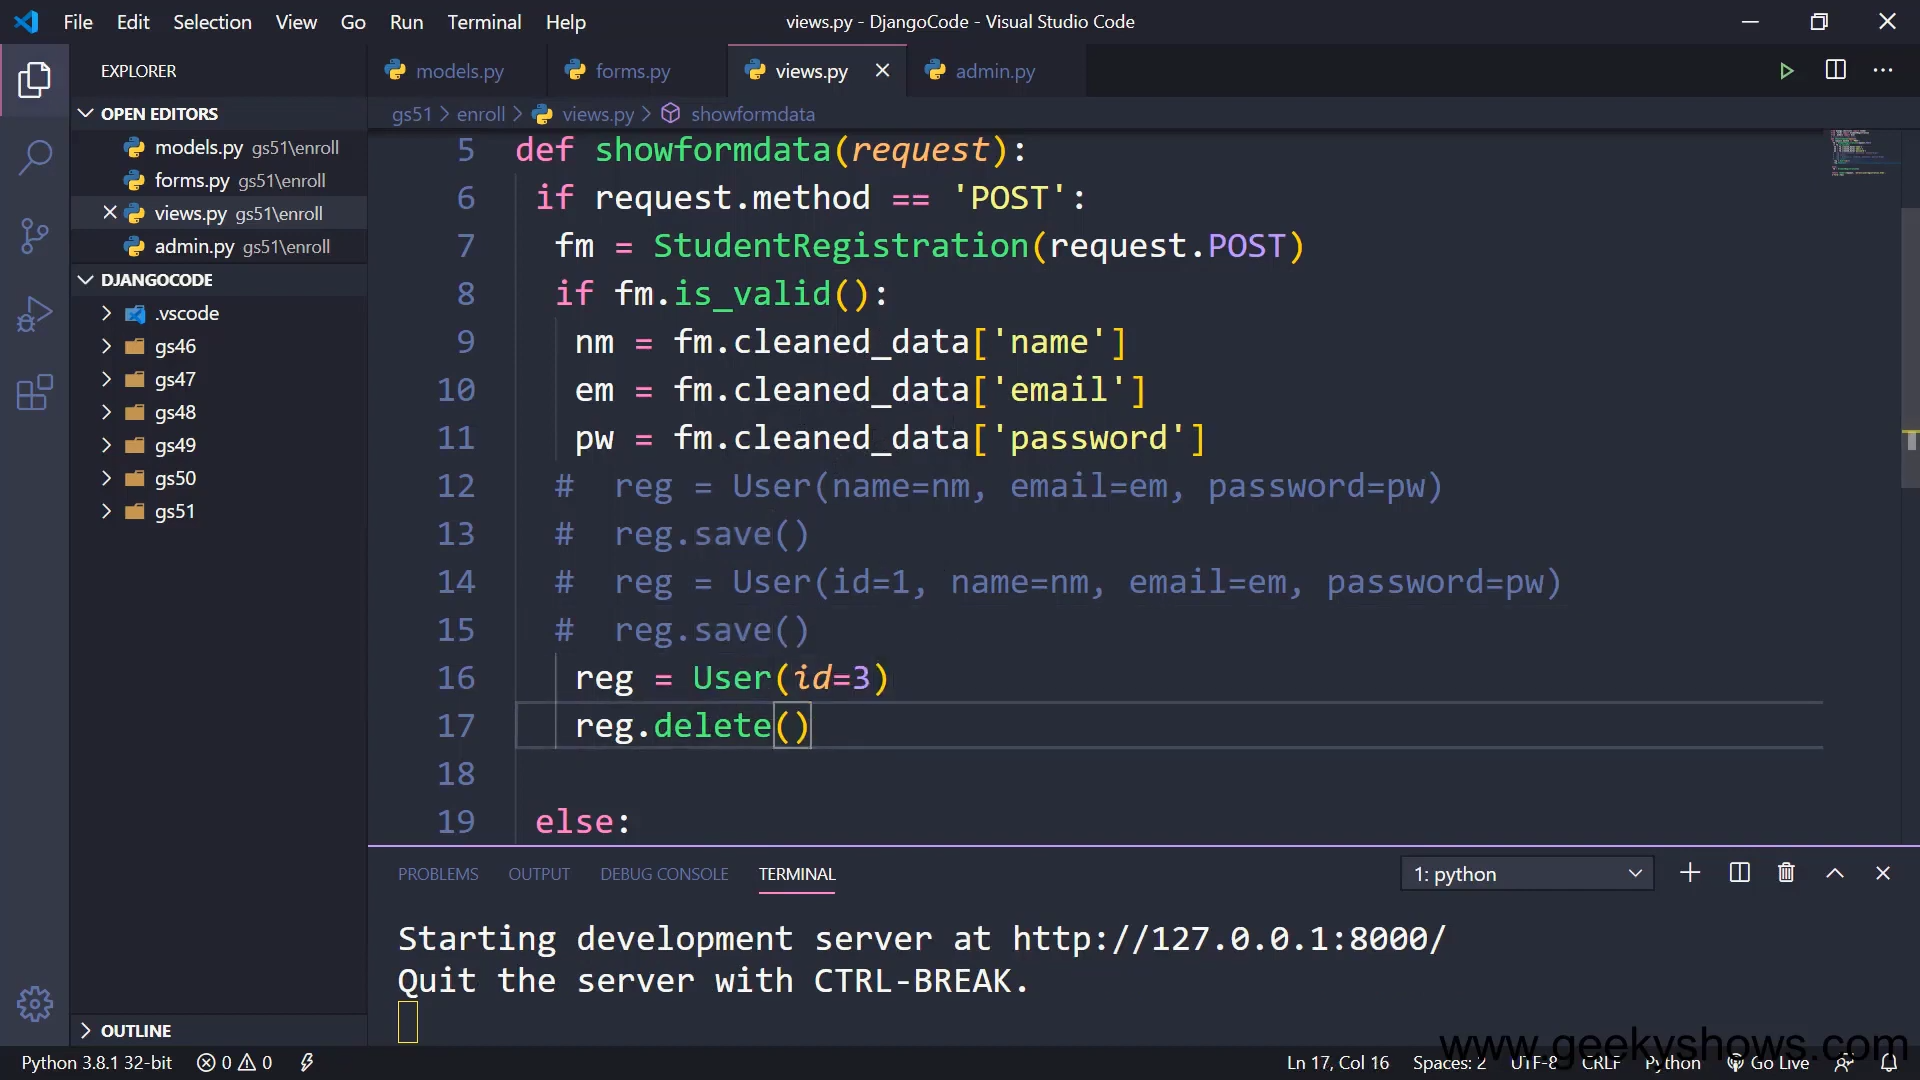 File Edit Selection View Go Run Terminal Help views.py - DjangoCode - Visual Studio Code
EXPLORER
OPEN EDITORS
models.py gs51\enroll
forms.py gs51\enroll
views.py gs51\enroll
admin.py gs51\enroll
DJANGOCODE
.vscode
gs46
gs47
gs48
gs49
gs50
gs51
OUTLINE
models.py forms.py views.py admin.py
gs51 > enroll > views.py > showformdata
5 def showformdata(request):
6 if request.method == 'POST':
7 fm = StudentRegistration(request.POST)
8 if fm.is_valid():
9 nm = fm.cleaned_data['name']
10 em = fm.cleaned_data['email']
11 pw = fm.cleaned_data['password']
12 # reg = User(name=nm, email=em, password=pw)
13 # reg.save()
14 # reg = User(id=1, name=nm, email=em, password=pw)
15 # reg.save()
16 reg = User(id=3)
17 reg.delete()
18
19 else:
PROBLEMS OUTPUT DEBUG CONSOLE TERMINAL 1: python
Starting development server at http://127.0.0.1:8000/
Quit the server with CTRL-BREAK.
www.geekyshows.com
Python 3.8.1 32-bit 0 0 Ln 17, Col 16 Spaces: 2 UTF-8 CRLF Python Go Live